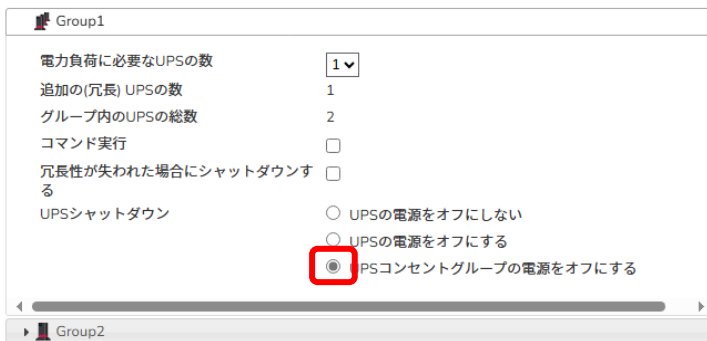 Group1
電力負荷に必要なUPSの数 1
追加の(冗長) UPSの数 1
グループ内のUPSの総数 2
コマンド実行
冗長性が失われた場合にシャットダウンす
る
UPSシャットダウン UPSの電源をオフにしない
UPSの電源をオフにする
UPSコンセントグループの電源をオフにする
Group2